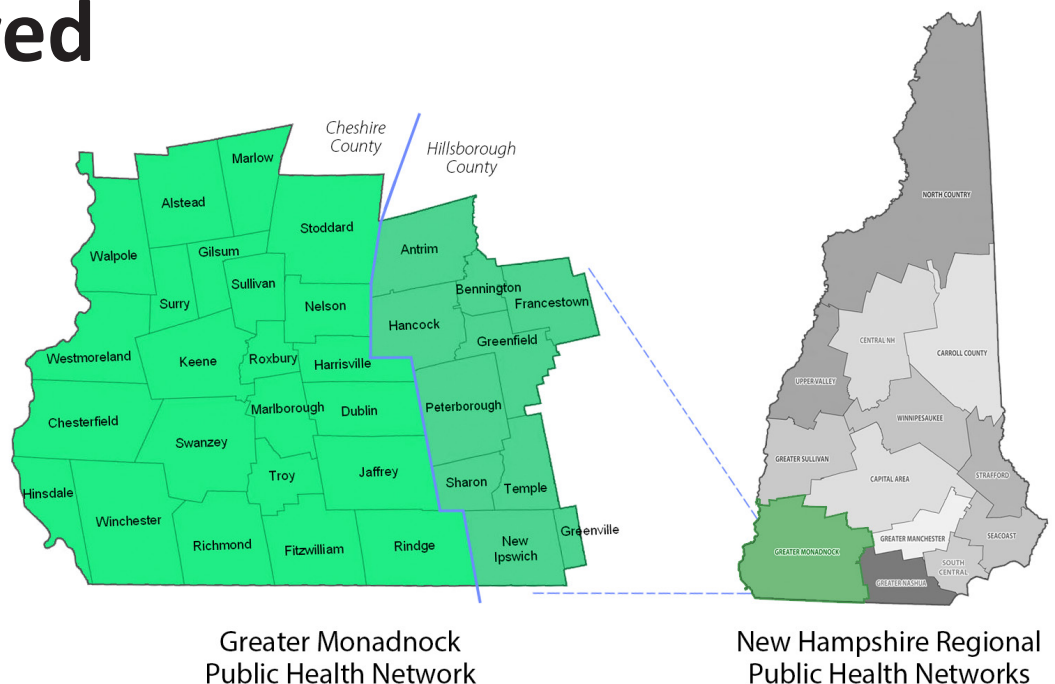 red
Cheshire
County
Hillsborough
County
Marlow
Alstead
Stoddard
Walpole
Gilsum
Antrim
Sullivan
Surry
Nelson
Bennington
Francestown
Hancock
Greenfield
Westmoreland
Keene
Roxbury
Harrisville
Chesterfield
Marlborough
Dublin
Peterborough
Swanzey
Troy
Jaffrey
Sharon
Temple
Hinsdale
Winchester
Richmond
Fitzwilliam
Rindge
New
Ipswich
Greenville
Greater Monadnock
Public Health Network
NORTH COUNTRY
CENTRAL NH
CARROLL COUNTY
UPPER VALLEY
WINNIPESAUKEE
GREATER SULLIVAN
CAPITAL AREA
STRAFFORD
GREATER MONADNOCK
GREATER MANCHESTER
SEACOAST
SOUTH
CENTRAL
GREATER NASHUA
New Hampshire Regional
Public Health Networks